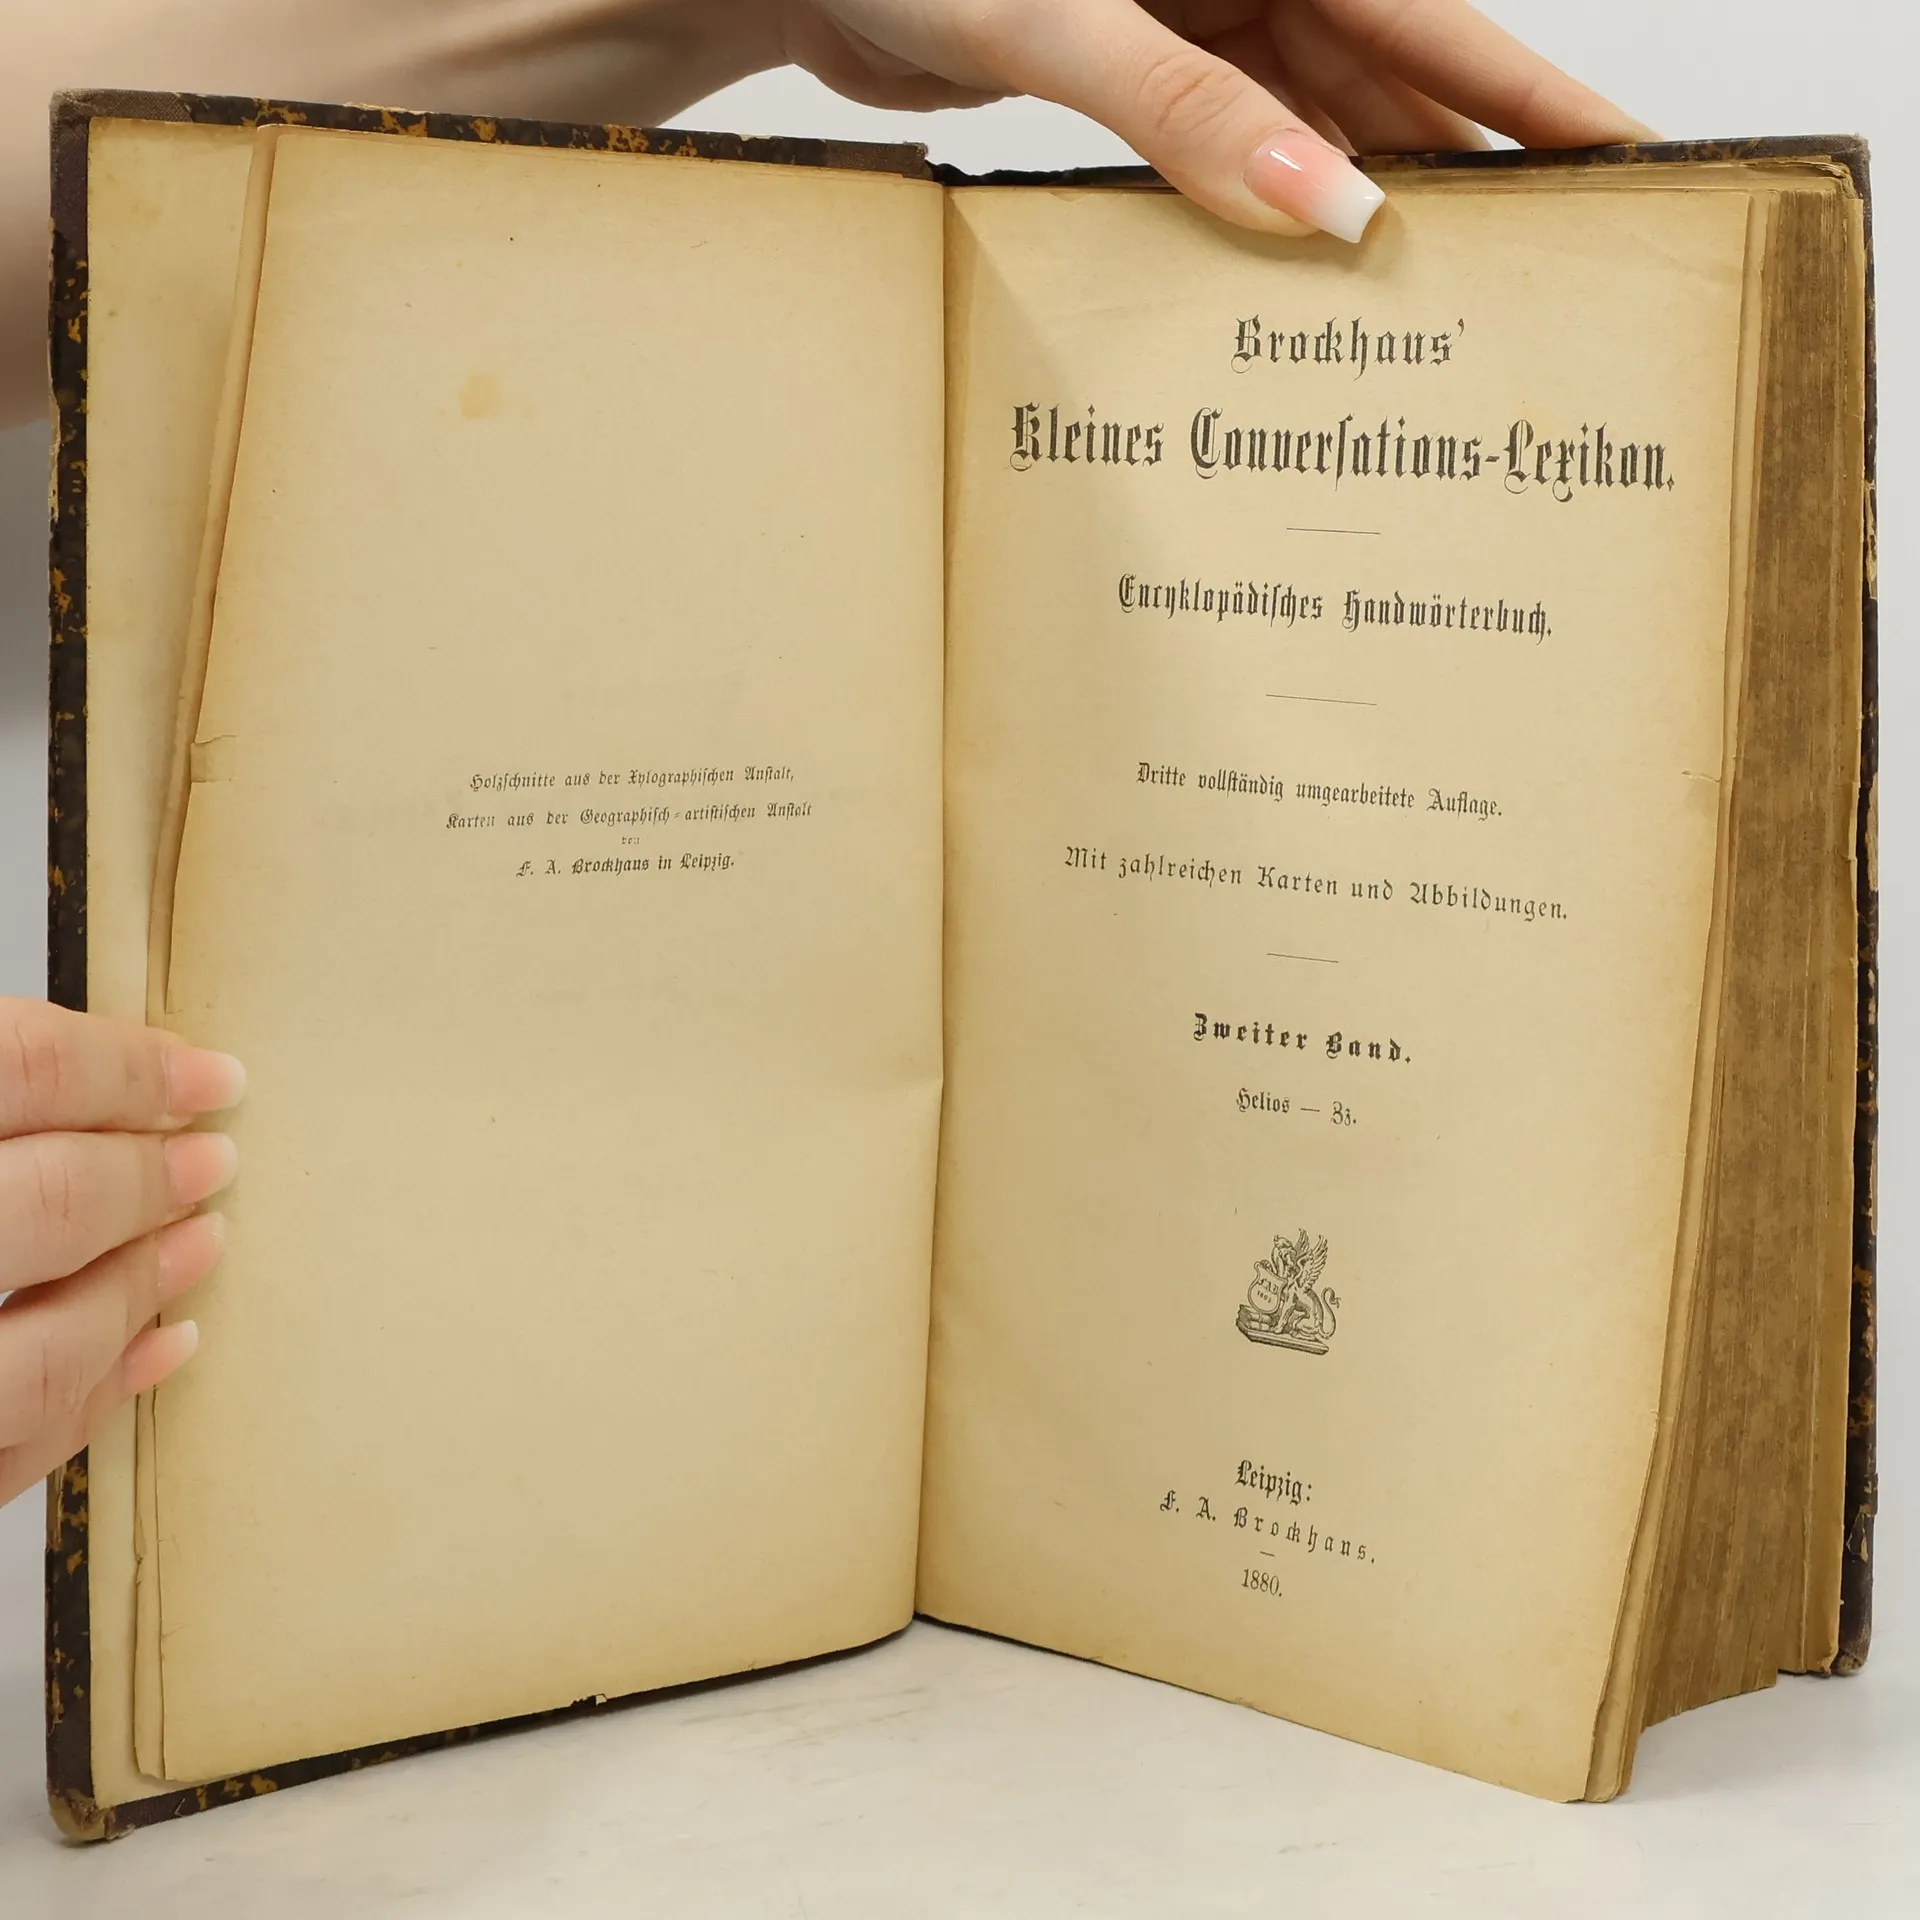 Holzschnitte aus der Xylographischen Anstalt,
Karten aus der Geographisch-artistischen Anstalt
von
F. A. Brockhaus in Leipzig.
Brockhaus'
Kleines Conversations-Lexikon.
Encyklopädisches Handwörterbuch.
Dritte vollständig umgearbeitete Auflage.
Mit zahlreichen Karten und Abbildungen.
Zweiter Band.
Helios — Zz.
F.A.B.
1805
Leipzig:
F. A. Brockhaus.
1880.